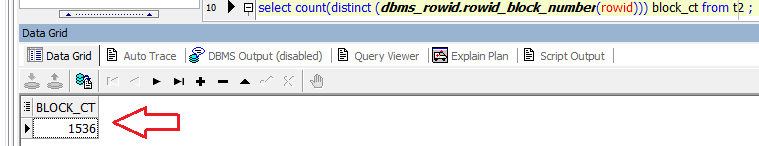 10 select count(distinct (dbms_rowid.rowid_block_number(rowid))) block_ct from t2 ;
Data Grid
Data Grid Auto Trace DBMS Output (disabled) Query Viewer Explain Plan Script Output
BLOCK_CT
1536